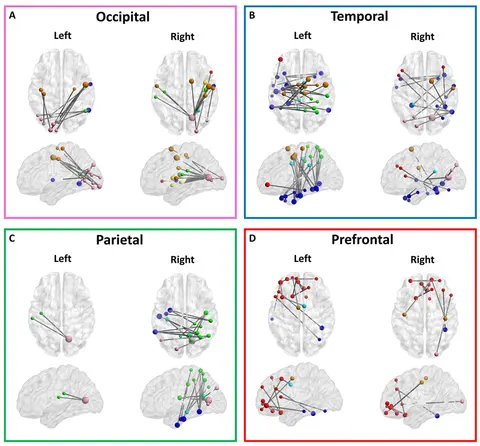 A Occipital
Left Right
B Temporal
Left Right
C Parietal
Left Right
D Prefrontal
Left Right